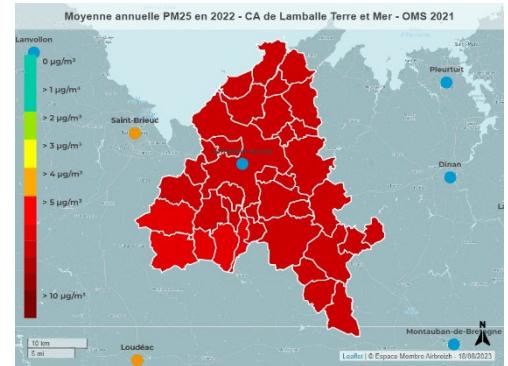 Moyenne annuelle PM25 en 2022 - CA de Lamballe Terre et Mer - OMS 2021
Lanvollon
0 µg/m³
> 1 µg/m³
> 2 µg/m³
> 3 µg/m³
> 4 µg/m³
> 5 µg/m³
> 10 µg/m³
Saint-Brieuc
Pleurtuit
Dinan
Loudéac
Montauban-de-Bretagne
N
10 km
5 mi
Leaflet | © Espace Membre Airbreizh - 18/08/2023